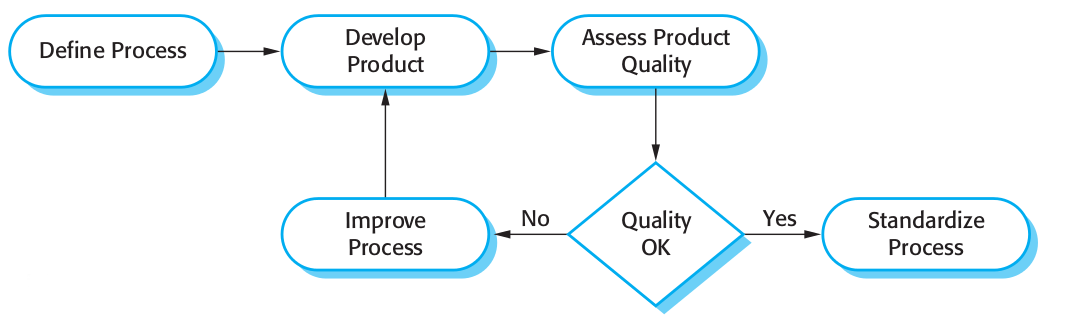 Define Process
Develop
Product
Assess Product
Quality
Improve
Process
No
Quality
OK
Yes
Standardize
Process